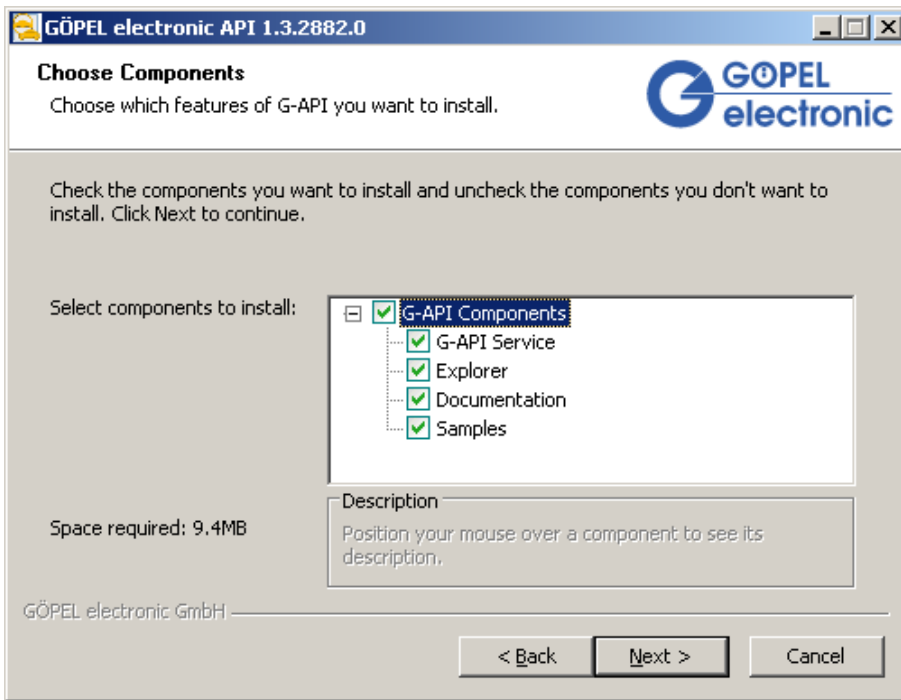 GÖPEL electronic API 1.3.2882.0
Choose Components
Choose which features of G-API you want to install.
GÖPEL
electronic
Check the components you want to install and uncheck the components you don't want to
install. Click Next to continue.
Select components to install:
G-API Components
G-API Service
Explorer
Documentation
Samples
Space required: 9.4MB
Description
Position your mouse over a component to see its
description.
GÖPEL electronic GmbH
< Back
Next >
Cancel